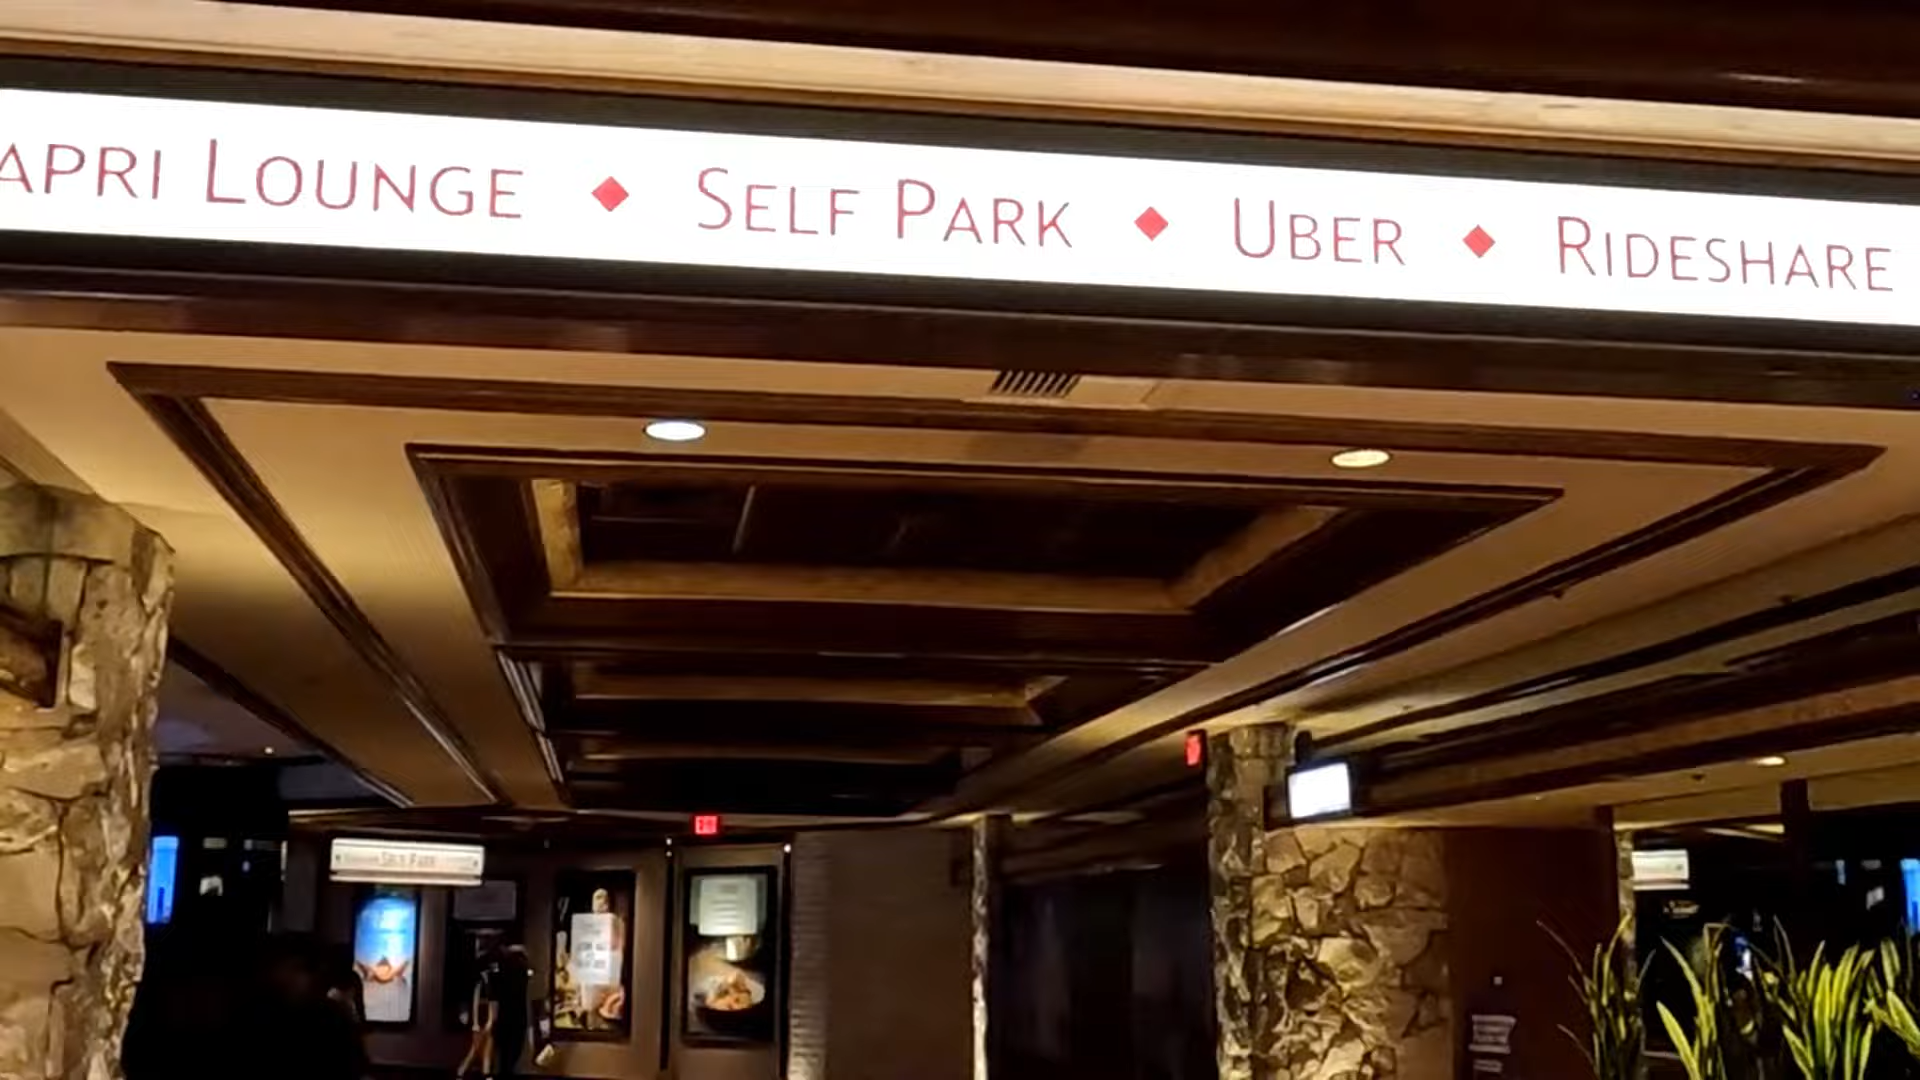 APRI LOUNGE ◆ SELF PARK ◆ UBER ◆ RIDESHARE
EXIT
SELF PARK